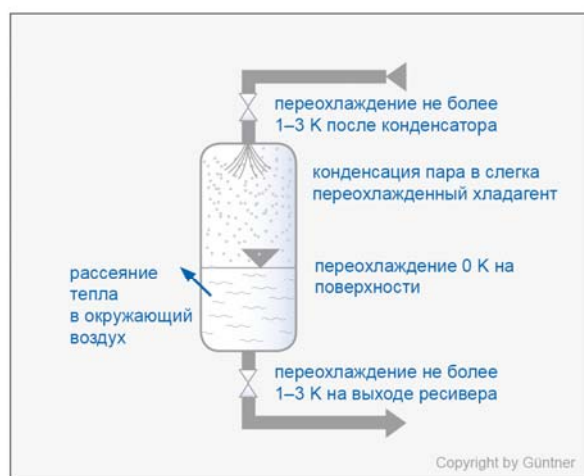 переохлаждение не более
1–3 K после конденсатора
конденсация пара в слегка
переохлажденный хладагент
рассеяние
тепла
в окружающий
воздух
переохлаждение 0 K на
поверхности
переохлаждение не более
1–3 K на выходе ресивера
Copyright by Güntner